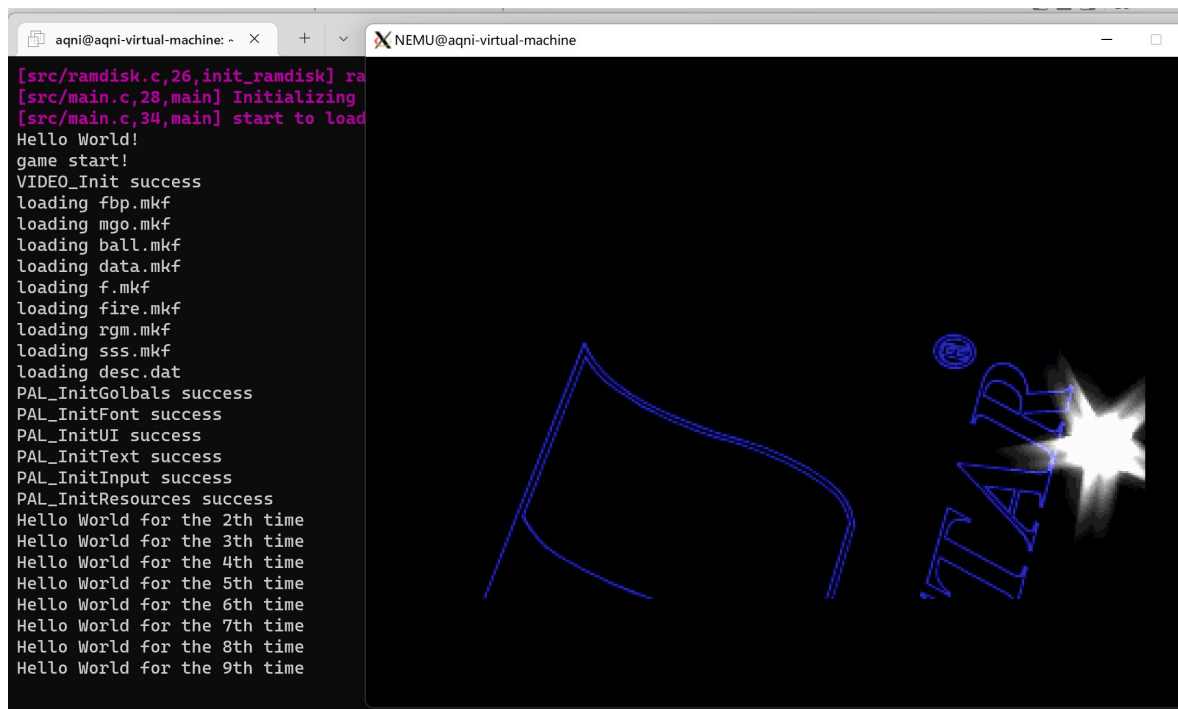 aqni@aqni-virtual-machine: ~
NEMU@aqni-virtual-machine
[src/ramdisk.c,26,init_ramdisk] ra
[src/main.c,28,main] Initializing
[src/main.c,34,main] start to load
Hello World!
game start!
VIDEO_Init success
loading fbp.mkf
loading mgo.mkf
loading ball.mkf
loading data.mkf
loading f.mkf
loading fire.mkf
loading rgm.mkf
loading sss.mkf
loading desc.dat
PAL_InitGolbals success
PAL_InitFont success
PAL_InitUI success
PAL_InitText success
PAL_InitInput success
PAL_InitResources success
Hello World for the 2th time
Hello World for the 3th time
Hello World for the 4th time
Hello World for the 5th time
Hello World for the 6th time
Hello World for the 7th time
Hello World for the 8th time
Hello World for the 9th time
TAR®